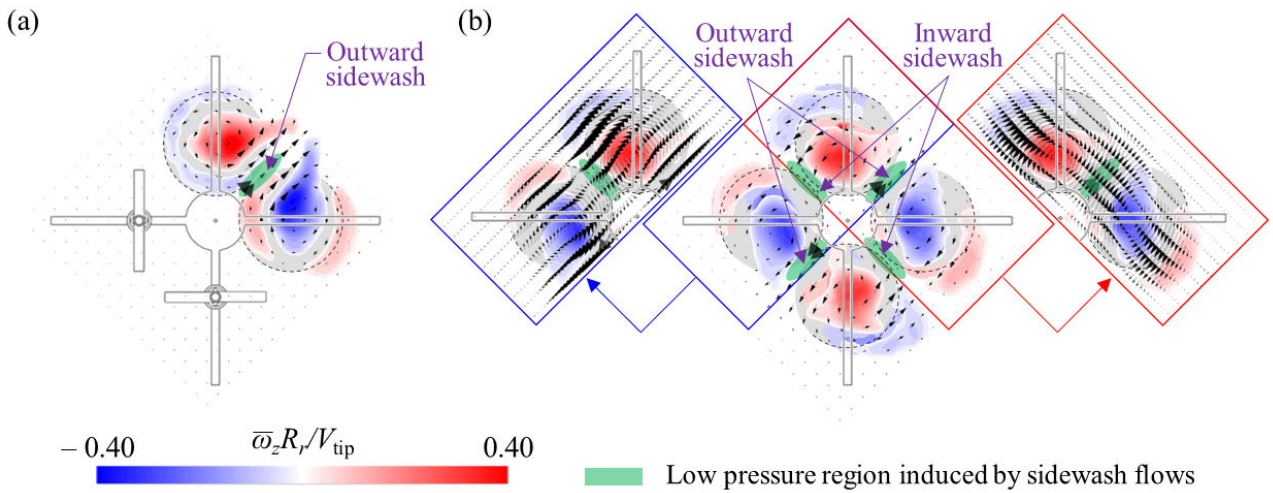 (a)
Outward
sidewash
(b)
Outward
sidewash
Inward
sidewash
– 0.40
ω̅zRr/Vtip
0.40
Low pressure region induced by sidewash flows